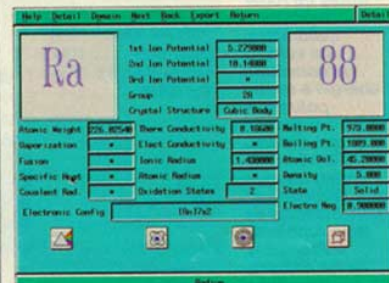 Help Detail Domain Next Back Export Return Detail
Ra
88
1st Ion Potential 5.279000
2nd Ion Potential 10.14000
3rd Ion Potential *
Group 2A
Crystal Structure Cubic Body
Atomic Weight 226.02540 Therm Conductivity 0.18600 Melting Pt. 973.0000
Vaporization * Elect Conductivity * Boiling Pt. 1809.000
Fusion * Ionic Radius 1.430000 Atomic Vol. 45.20000
Specific Heat * Atomic Radius * Density 5.000
Covalent Rad. * Oxidation States 2 State Solid
Electronic Config Electro Neg 0.900000
Radium